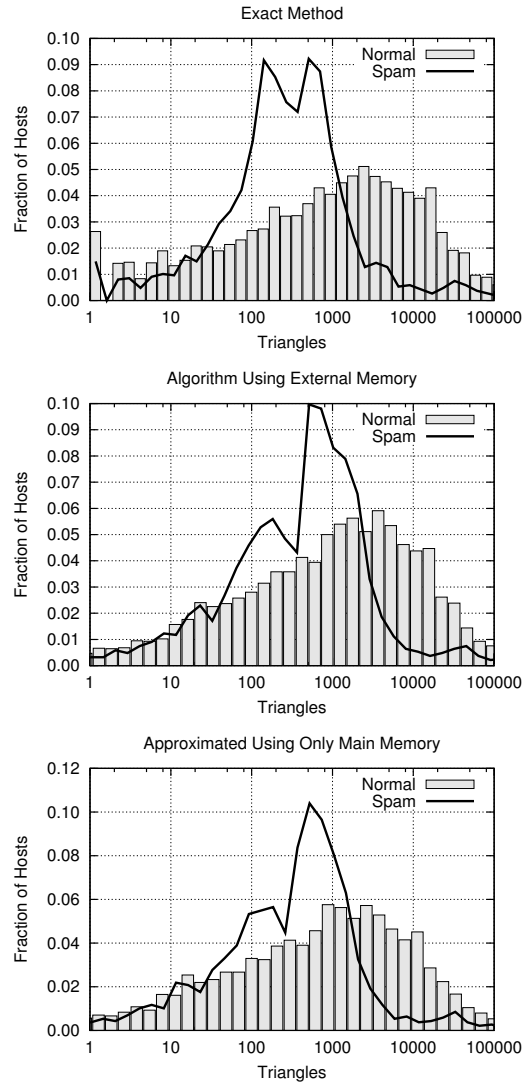 Exact Method
0.10
0.09
0.08
0.07
0.06
0.05
0.04
0.03
0.02
0.01
0.00
Fraction of Hosts
Normal
Spam
1 10 100 1000 10000 100000
Triangles
Algorithm Using External Memory
0.10
0.09
0.08
0.07
0.06
0.05
0.04
0.03
0.02
0.01
0.00
Fraction of Hosts
Normal
Spam
1 10 100 1000 10000 100000
Triangles
Approximated Using Only Main Memory
0.12
0.10
0.08
0.06
0.04
0.02
0.00
Fraction of Hosts
Normal
Spam
1 10 100 1000 10000 100000
Triangles